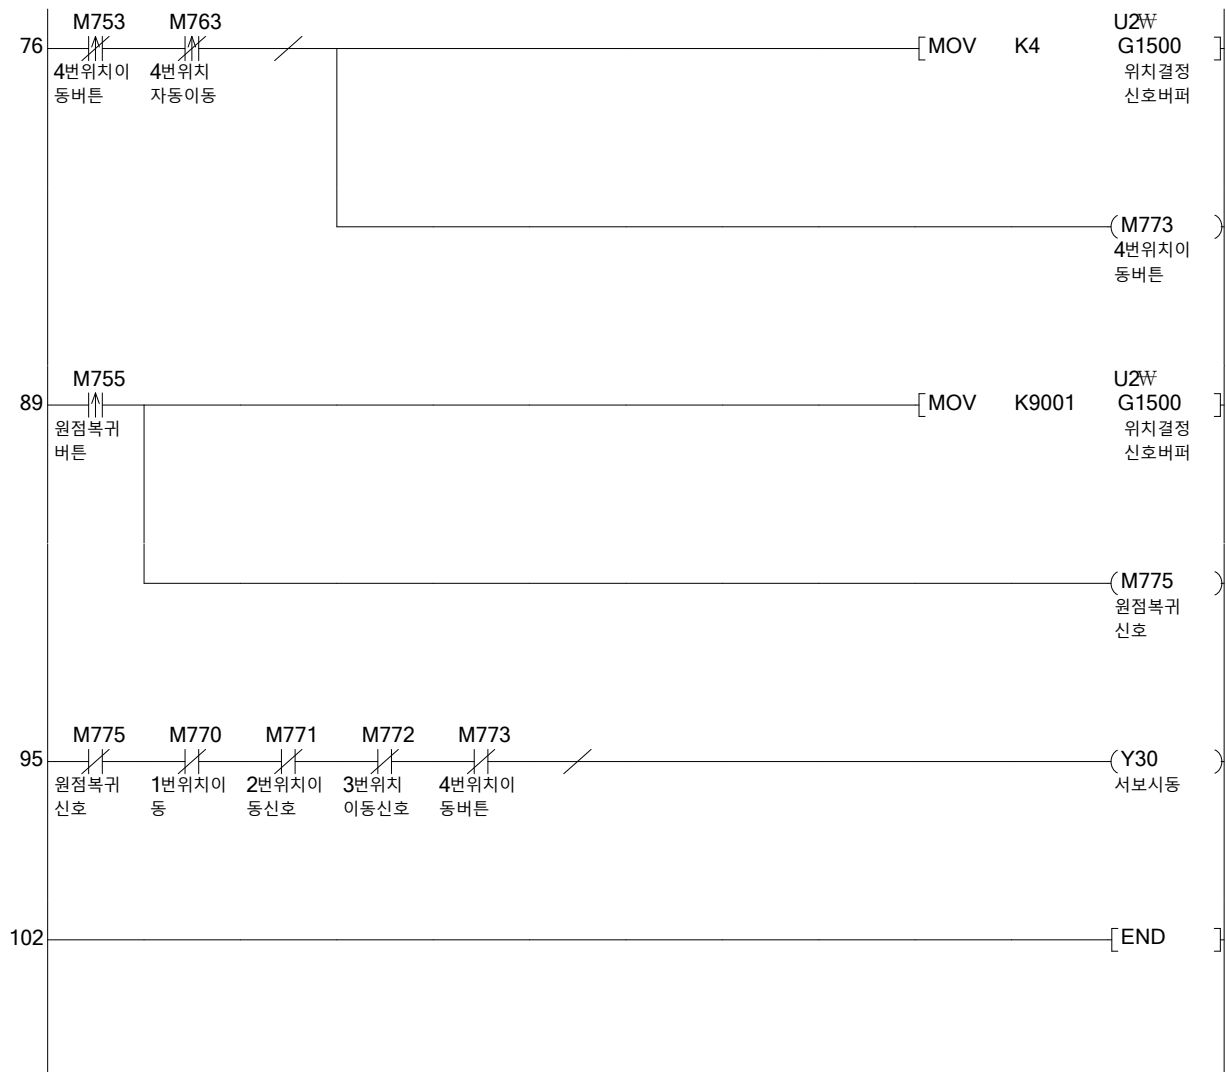 M753 M763 U2₩
76 MOV K4 G1500
4번위치이 4번위치 위치결정
동버튼 자동이동 신호버퍼
M773
4번위치이
동버튼
M755 U2₩
89 MOV K9001 G1500
원점복귀 위치결정
버튼 신호버퍼
M775
원점복귀
신호
M775 M770 M771 M772 M773
95 Y30
원점복귀 1번위치이 2번위치이 3번위치 4번위치이 서보시동
신호 동 동신호 이동신호 동버튼
102 END